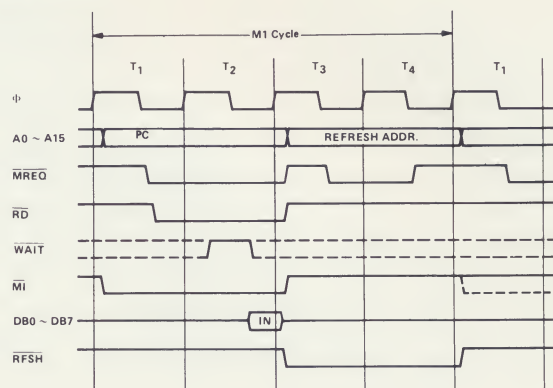 M1 Cycle
T1 T2 T3 T4 T1
Φ
A0 ~ A15 PC REFRESH ADDR.
MREQ
RD
WAIT
MI
DB0 ~ DB7 IN
RFSH